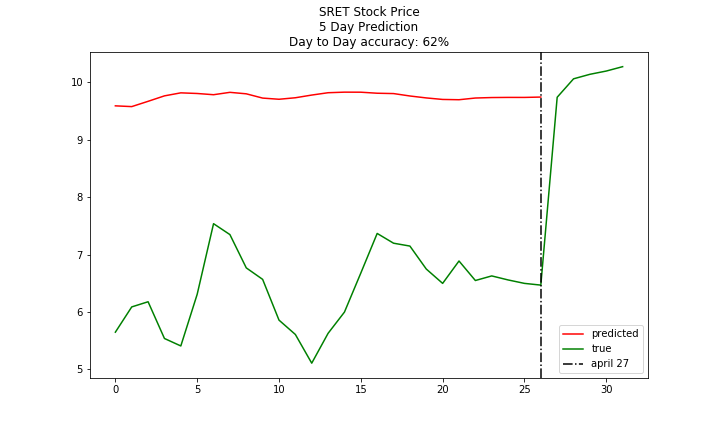 SRET Stock Price
5 Day Prediction
Day to Day accuracy: 62%
10
9
8
7
6
5
0
5
10
15
20
25
30
predicted
true
april 27